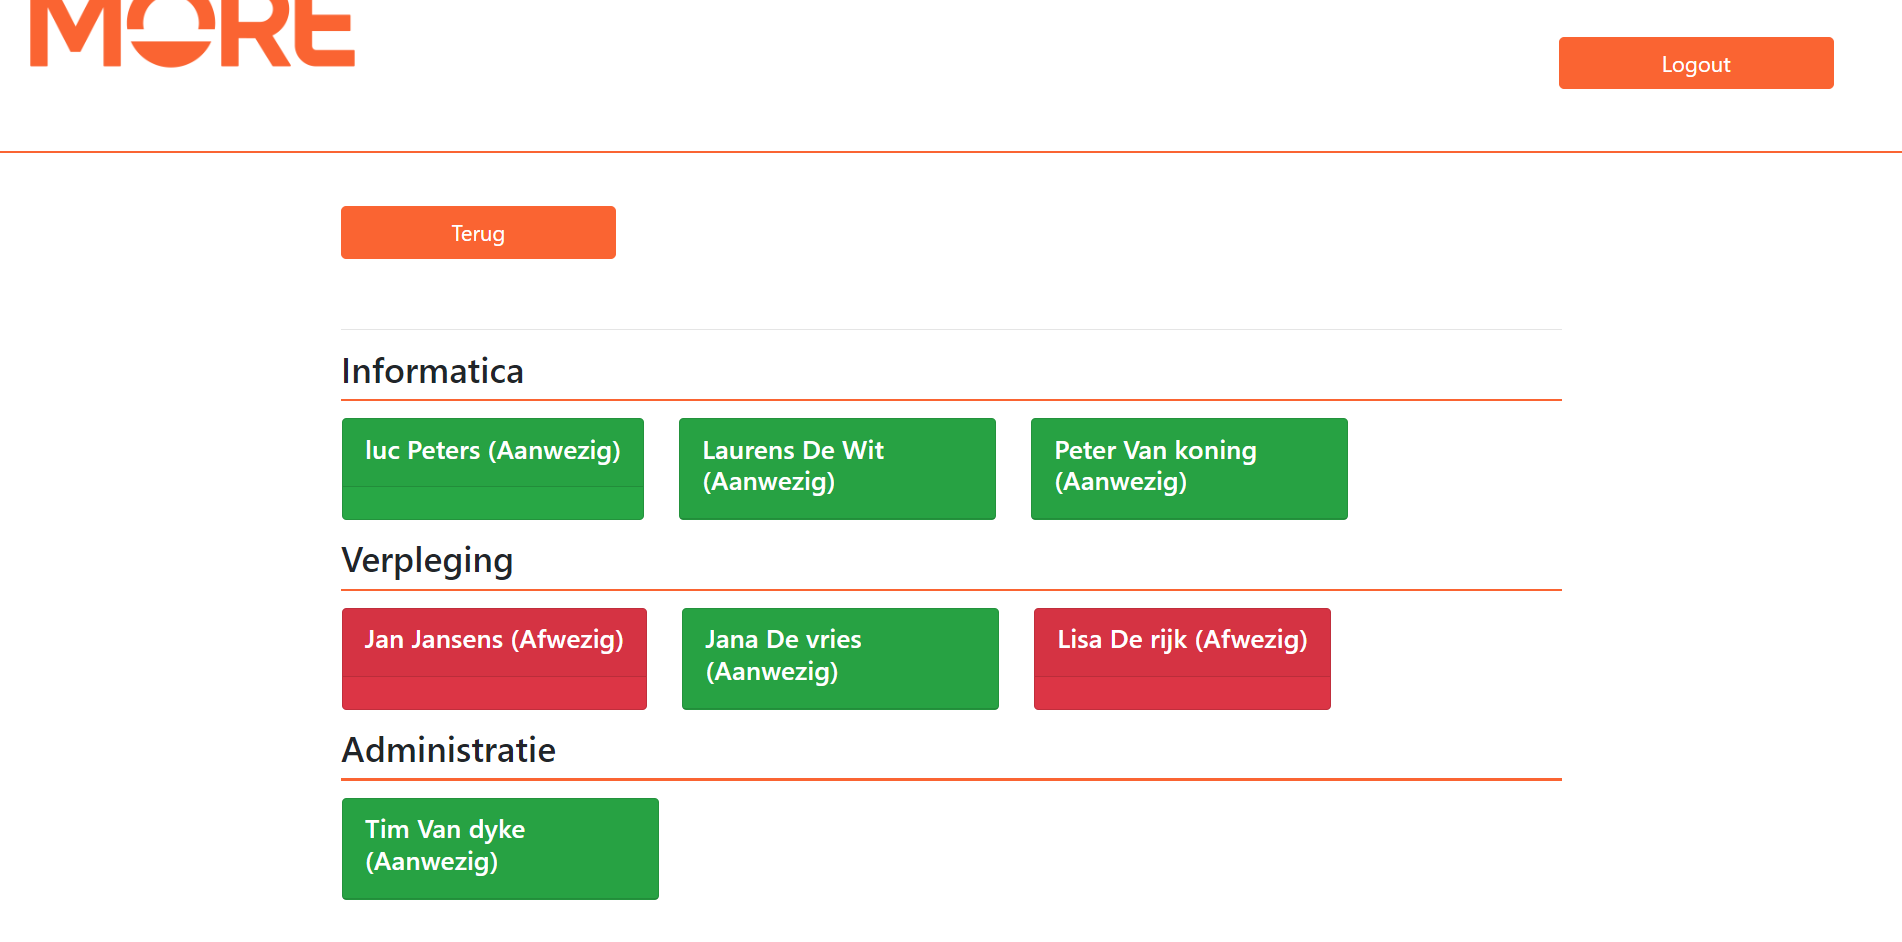 MORE
Logout
Terug
Informatica
luc Peters (Aanwezig)
Laurens De Wit
(Aanwezig)
Peter Van koning
(Aanwezig)
Verpleging
Jan Jansens (Afwezig)
Jana De vries
(Aanwezig)
Lisa De rijk (Afwezig)
Administratie
Tim Van dyke
(Aanwezig)